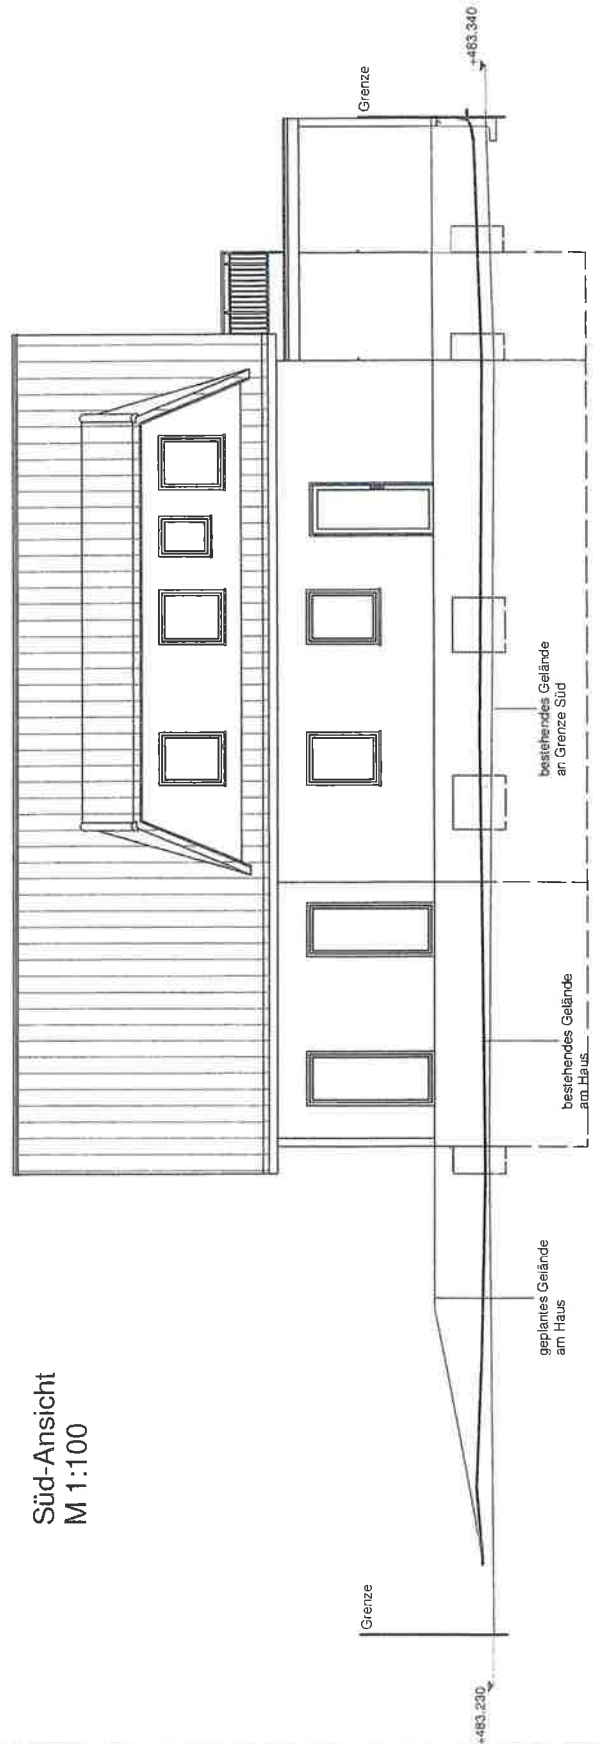 Süd-Ansicht
M 1:100
Grenze
+483.230
geplantes Gelände
am Haus
bestehendes Gelände
am Haus
bestehendes Gelände
an Grenze Süd
Grenze
+483.340